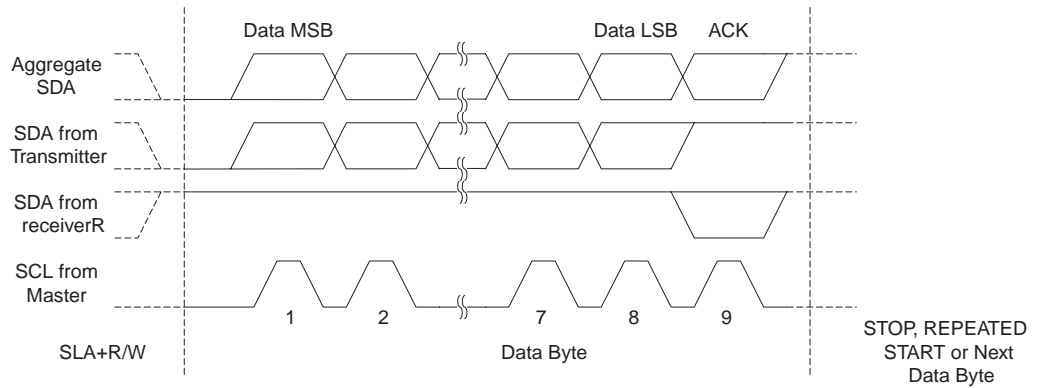 Data MSB
Data LSB
ACK
Aggregate
SDA
SDA from
Transmitter
SDA from
receiverR
SCL from
Master
1
2
7
8
9
SLA+R/W
Data Byte
STOP, REPEATED
START or Next
Data Byte